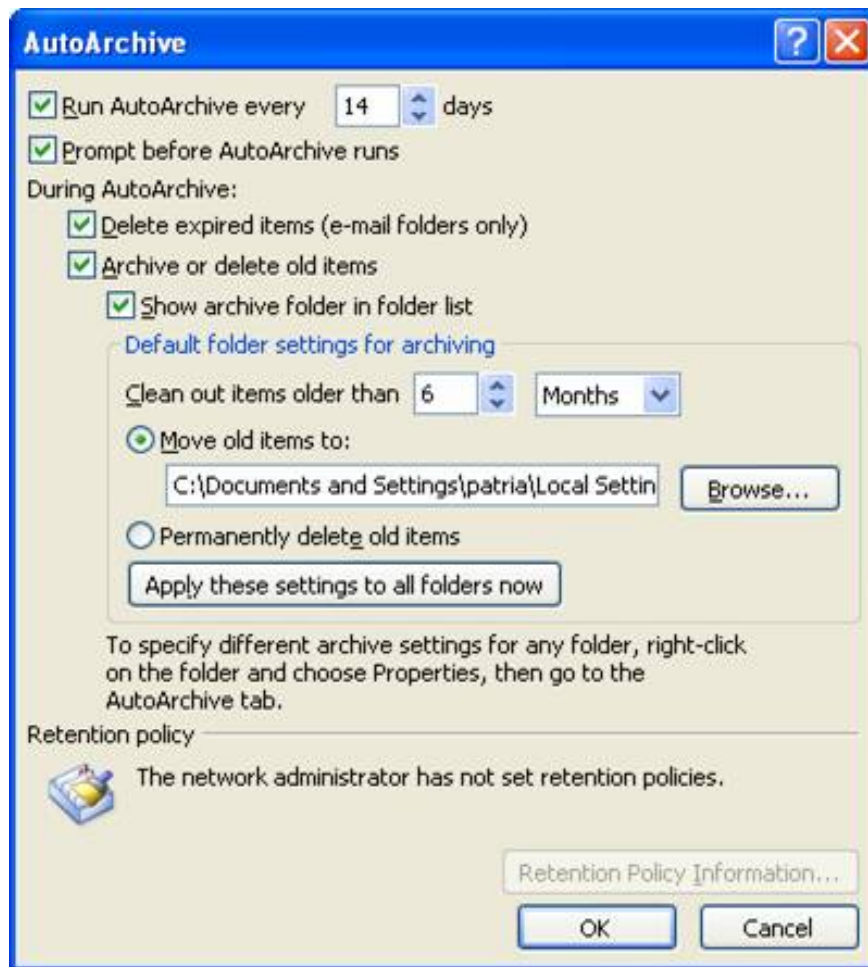 AutoArchive
Run AutoArchive every 14 days
Prompt before AutoArchive runs
During AutoArchive:
Delete expired items (e-mail folders only)
Archive or delete old items
Show archive folder in folder list
Default folder settings for archiving
Clean out items older than 6 Months
Move old items to:
C:\Documents and Settings\patria\Local Settin Browse...
Permanently delete old items
Apply these settings to all folders now
To specify different archive settings for any folder, right-click
on the folder and choose Properties, then go to the
AutoArchive tab.
Retention policy
The network administrator has not set retention policies.
Retention Policy Information...
OK Cancel